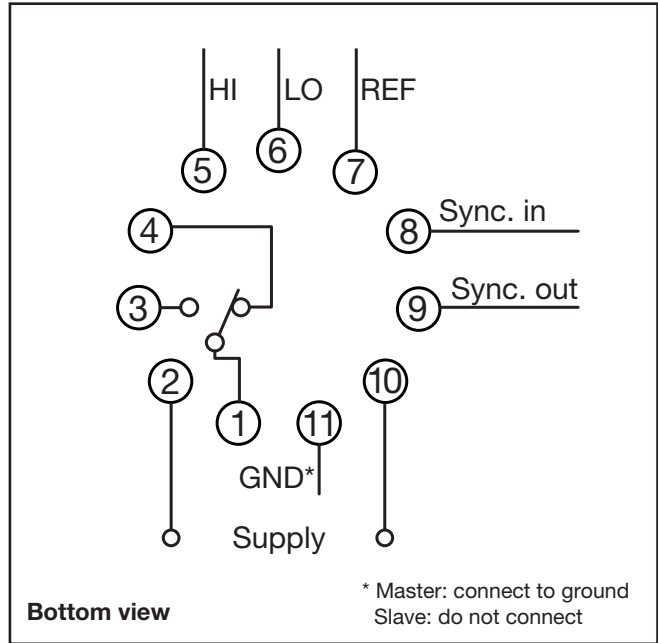 HI LO REF
5 6 7
4 8 Sync. in
3 9 Sync. out
2 10
1 11
GND*
Supply
* Master: connect to ground
Bottom view Slave: do not connect